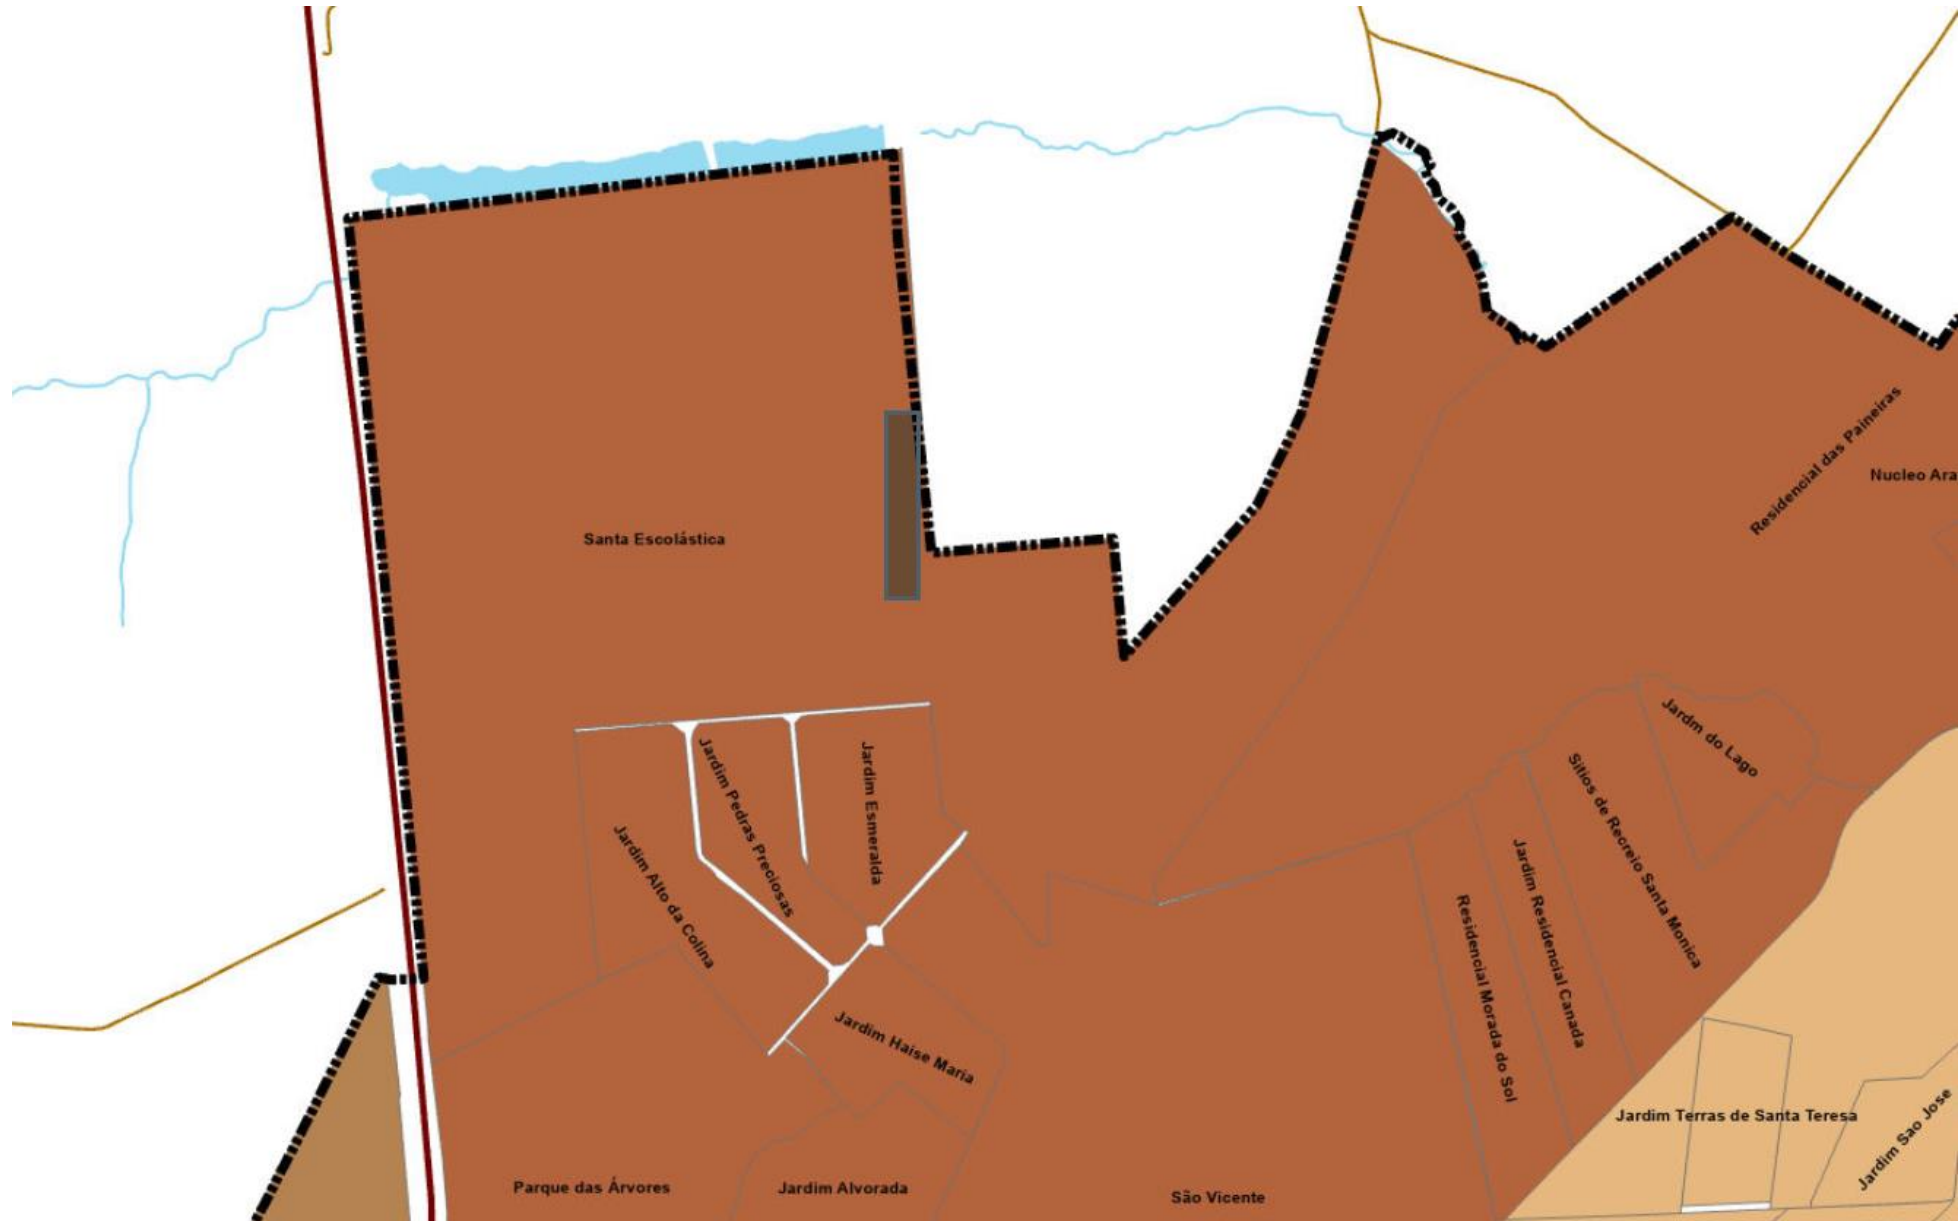 Residencial das Paineiras
Nucleo Ara
Santa Escolástica
Jardm do Lago
Jardim Pedras Preciosas
Jardim Esmeralda
Sitios de Recreio Santa Monica
Jardim Alto da Colina
Jardim Residencial Canada
Residencial Morada do Sol
Jardim Haise Maria
Jardim Terras de Santa Teresa
Jardim Sao Jose
Parque das Árvores
Jardim Alvorada
São Vicente